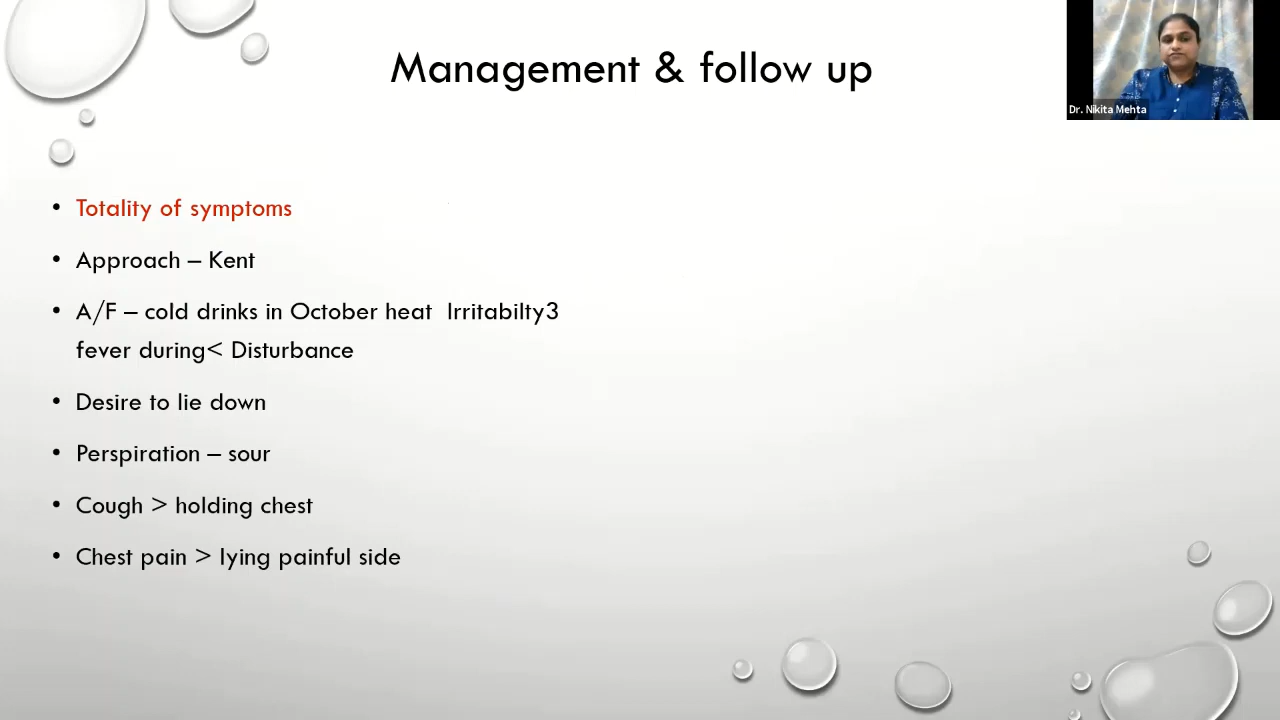 Management & follow up
Dr. Nikita Mehta
• Totality of symptoms
• Approach – Kent
• A/F – cold drinks in October heat Irritabilty3
fever during< Disturbance
• Desire to lie down
• Perspiration – sour
• Cough > holding chest
• Chest pain > lying painful side